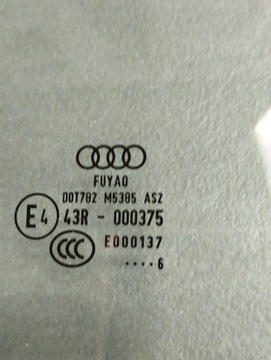 FUYAO
DOT782 M5385 AS2
E4 43R - 000375
CCC E000137
....6